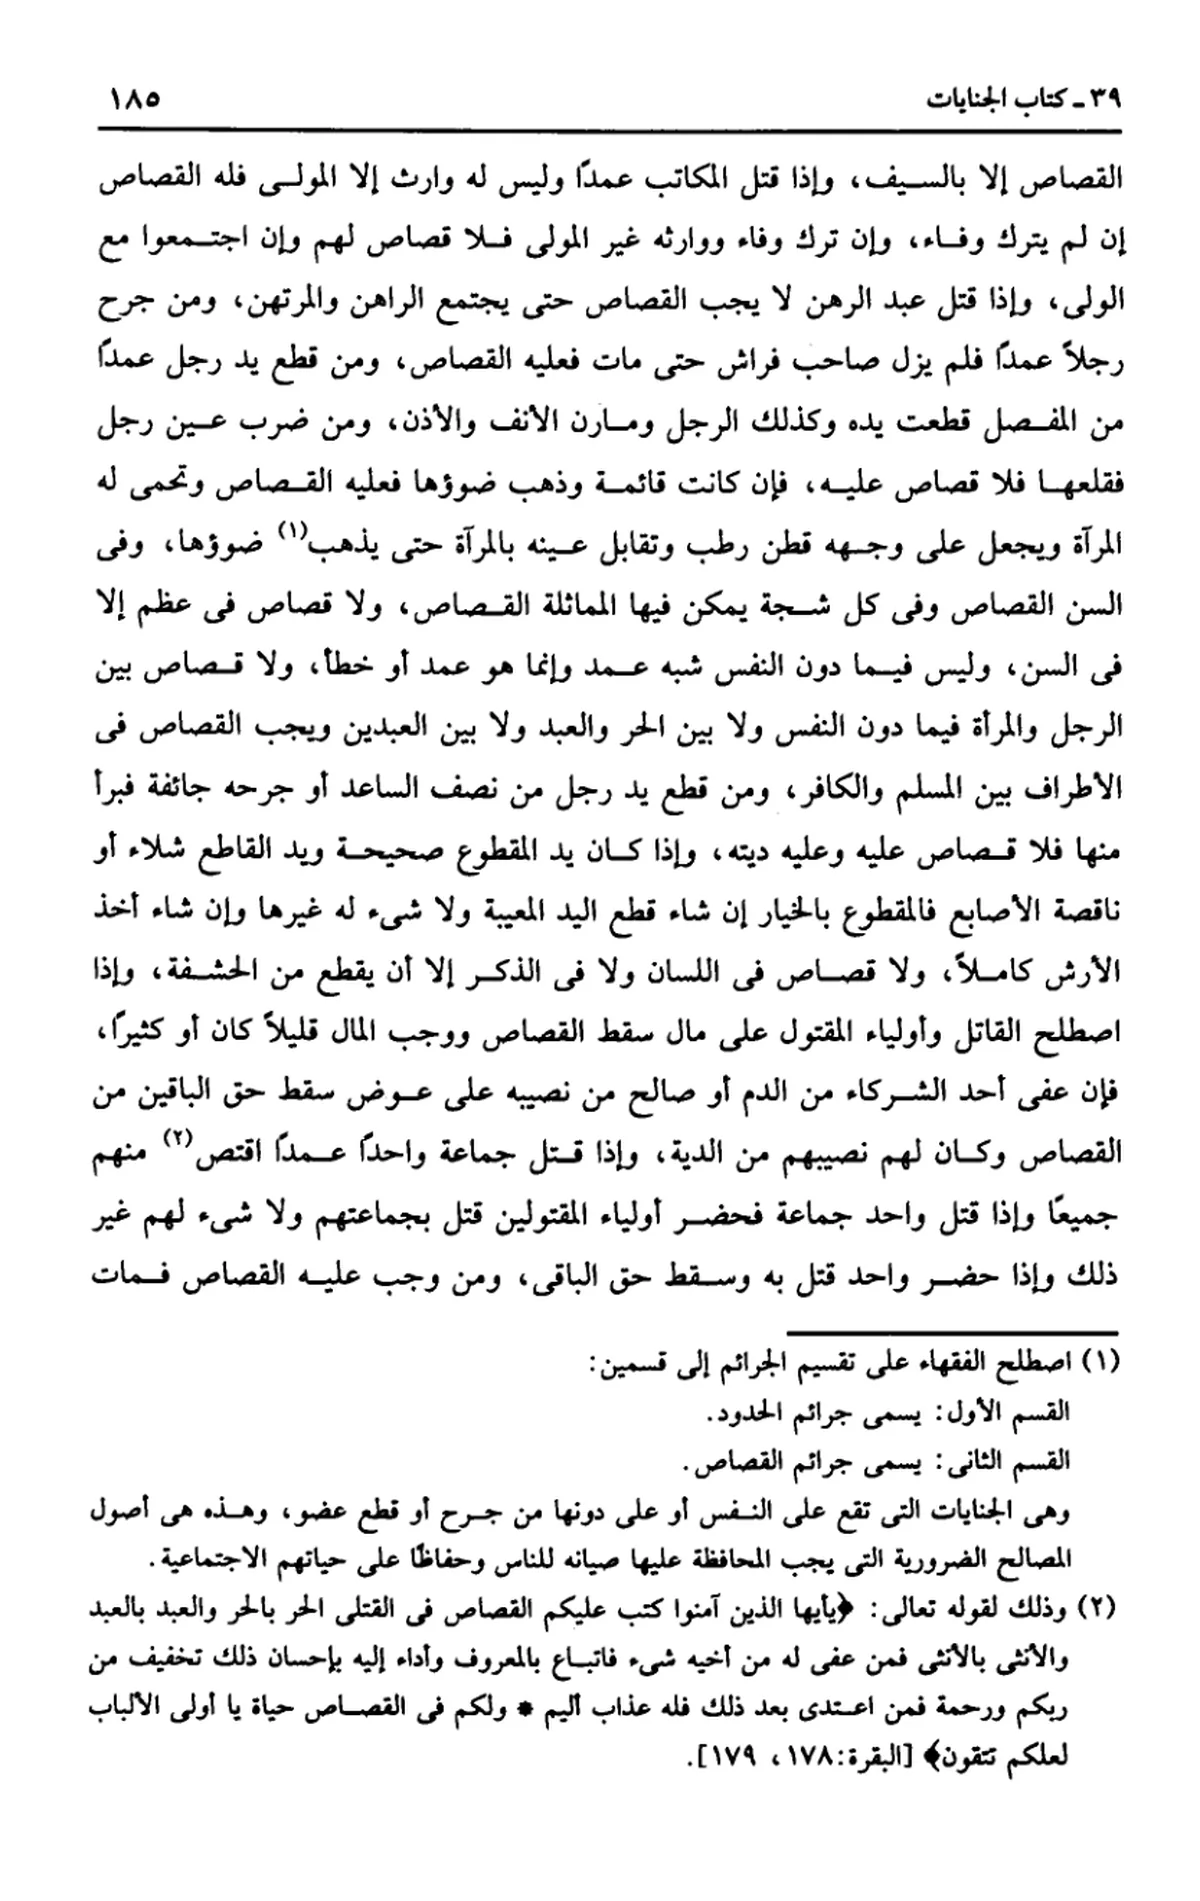 ٣٩ ـ كتاب الجنايات
١٨٥
القصاص إلا بالسيف، وإذا قتل المكاتب عمدًا وليس له وارث إلا المولى فله القصاص
إن لم يترك وفاء، وإن ترك وفاء ووارثه غير المولى فلا قصاص لهم وإن اجتمعوا مع
الولى، وإذا قتل عبد الرهن لا يجب القصاص حتى يجتمع الراهن والمرتهن، ومن جرح
رجلاً عمدًا فلم يزل صاحب فراش حتى مات فعليه القصاص، ومن قطع يد رجل عمدًا
من المفصل قطعت يده وكذلك الرجل ومارن الأنف والأذن، ومن ضرب عين رجل
فقلعها فلا قصاص عليه، فإن كانت قائمة وذهب ضوؤها فعليه القصاص وتحمى له
المرآة ويجعل على وجهه قطن رطب وتقابل عينه بالمرآة حتى يذهب(١) ضوؤها، وفى
السن القصاص وفى كل شجة يمكن فيها المماثلة القصاص، ولا قصاص فى عظم إلا
فى السن، وليس فيما دون النفس شبه عمد وإنما هو عمد أو خطأ، ولا قصاص بين
الرجل والمرأة فيما دون النفس ولا بين الحر والعبد ولا بين العبدين ويجب القصاص فى
الأطراف بين المسلم والكافر، ومن قطع يد رجل من نصف الساعد أو جرحه جائفة فبرأ
منها فلا قصاص عليه وعليه ديته، وإذا كان يد المقطوع صحيحة ويد القاطع شلاء أو
ناقصة الأصابع فالمقطوع بالخيار إن شاء قطع اليد المعيبة ولا شىء له غيرها وإن شاء أخذ
الأرش كاملاً، ولا قصاص فى اللسان ولا فى الذكر إلا أن يقطع من الحشفة، وإذا
اصطلح القاتل وأولياء المقتول على مال سقط القصاص ووجب المال قليلاً كان أو كثيرًا،
فإن عفى أحد الشركاء من الدم أو صالح من نصيبه على عوض سقط حق الباقين من
القصاص وكان لهم نصيبهم من الدية، وإذا قتل جماعة واحدًا عمدًا اقتص(٢) منهم
جميعًا وإذا قتل واحد جماعة فحضر أولياء المقتولين قتل بجماعتهم ولا شىء لهم غير
ذلك وإذا حضر واحد قتل به وسقط حق الباقى، ومن وجب عليه القصاص فمات
(١) اصطلح الفقهاء على تقسيم الجرائم إلى قسمين:
القسم الأول: يسمى جرائم الحدود.
القسم الثانى: يسمى جرائم القصاص.
وهى الجنايات التى تقع على النفس أو على دونها من جرح أو قطع عضو، وهذه هى أصول
المصالح الضرورية التى يجب المحافظة عليها صيانه للناس وحفاظًا على حياتهم الاجتماعية.
(٢) وذلك لقوله تعالى: ﴿يأيها الذين آمنوا كتب عليكم القصاص فى القتلى الحر بالحر والعبد بالعبد
والأنثى بالأنثى فمن عفى له من أخيه شىء فاتباع بالمعروف وأداء إليه بإحسان ذلك تخفيف من
ربكم ورحمة فمن اعتدى بعد ذلك فله عذاب أليم * ولكم فى القصاص حياة يا أولى الألباب
لعلكم تتقون﴾ [البقرة:١٧٨، ١٧٩].